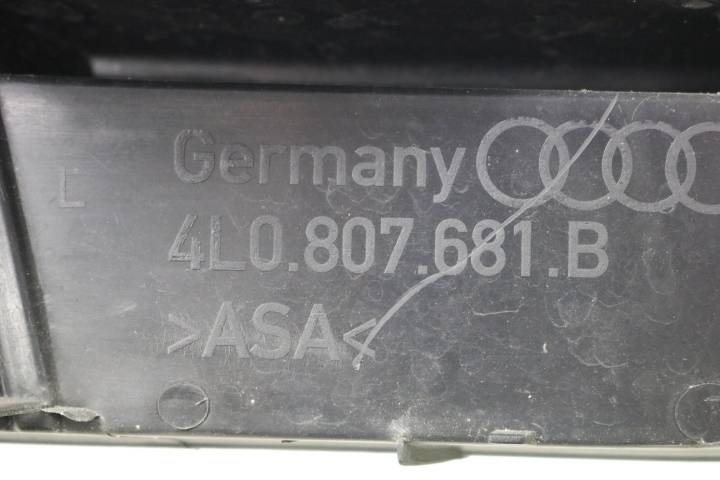 L
Germany
4L0.807.681.B
>ASA<